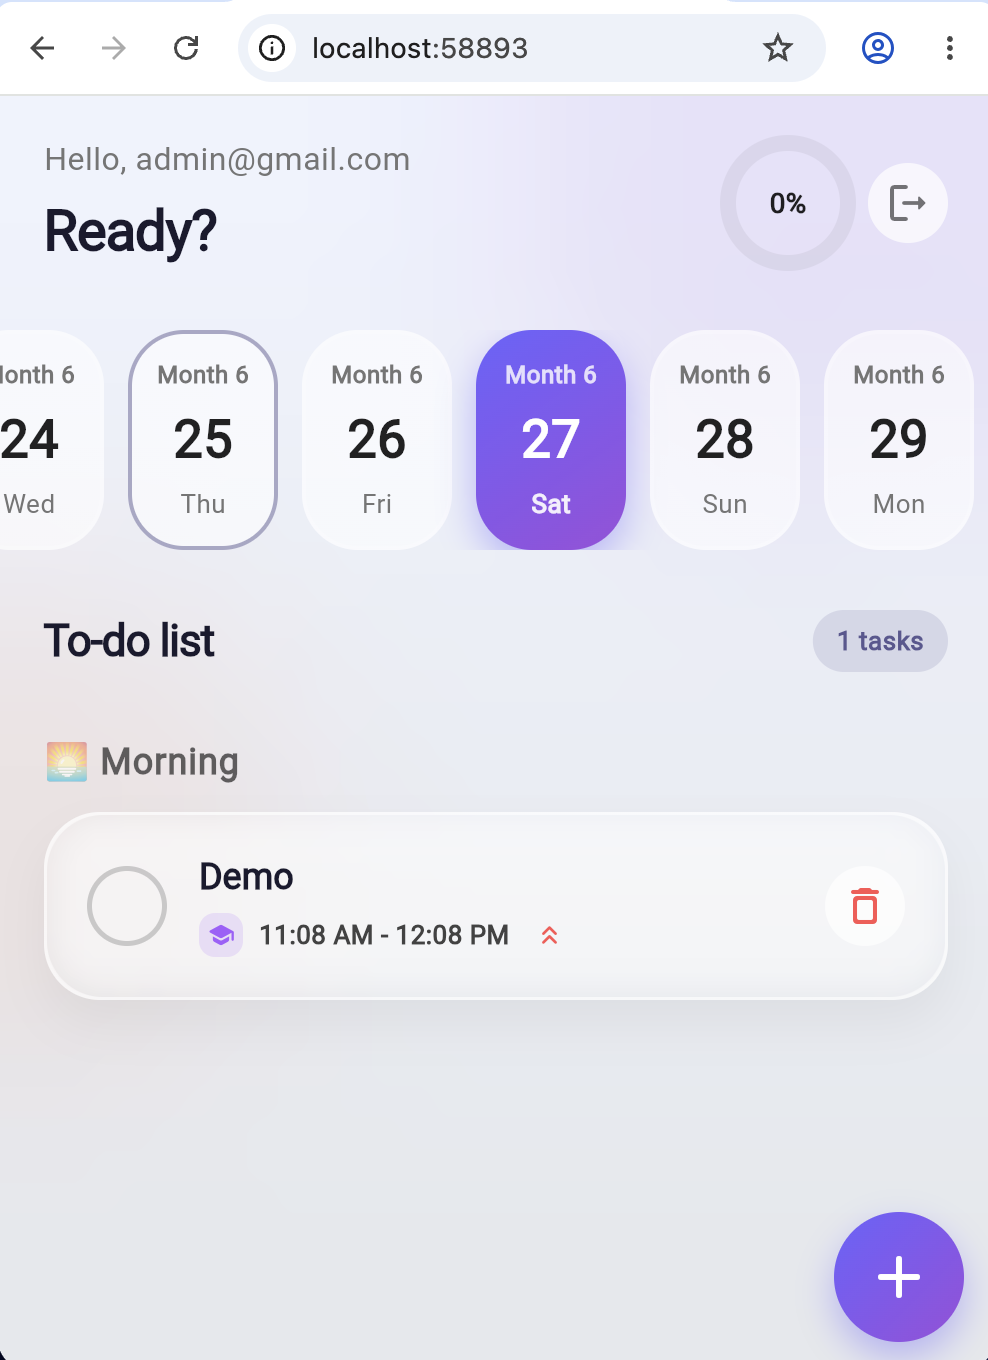 localhost:58893
Hello, admin@gmail.com
Ready?
0%
Month 6
24
Wed
Month 6
25
Thu
Month 6
26
Fri
Month 6
27
Sat
Month 6
28
Sun
Month 6
29
Mon
To-do list
1 tasks
Morning
Demo
11:08 AM - 12:08 PM